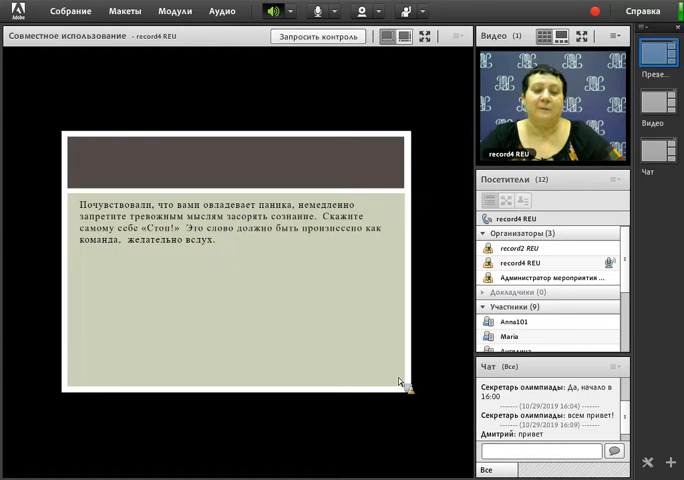 Adobe
Собрание
Макеты
Модули
Аудио
Справка
Совместное использование - record4 REU
Запросить контроль
Почувствовали, что вами овладевает паника, немедленно
запретите тревожным мыслям засорять сознание. Скажите
самому себе «Стоп!» Это слово должно быть произнесено как
команда, желательно вслух.
Видео (1)
record4 REU
Посетители (12)
record4 REU
Организаторы (3)
record2 REU
record4 REU
Администратор мероприятия ...
Докладчики (0)
Участники (9)
Anna101
Maria
Чат (Все)
Секретарь олимпиады: Да, начало в
16:00
------- (10/29/2019 16:04) -------
Секретарь олимпиады: всем привет!
------- (10/29/2019 16:09) -------
Дмитрий: привет
Все
Презе...
Видео
Чат